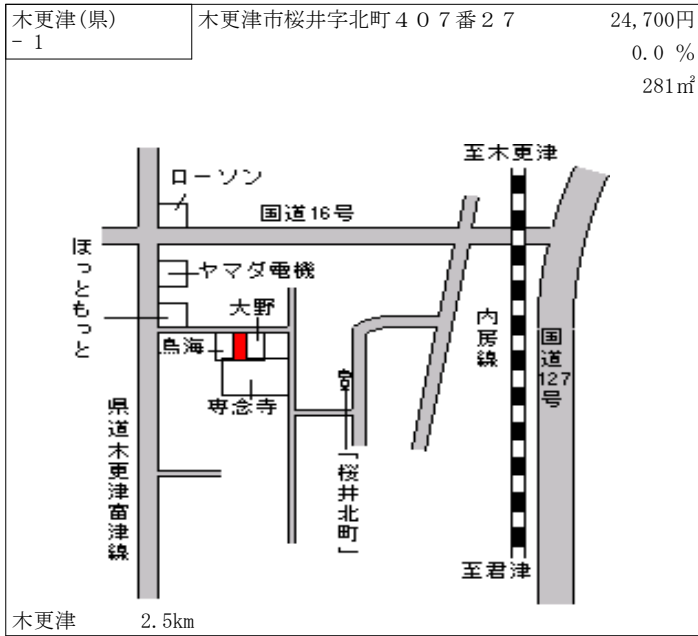 木更津(県)
－1
木更津市桜井字北町４０７番２７
24,700円
0.0 %
281㎡
至木更津
ローソン
国道16号
ほっともっと
ヤマダ電機
大野
鳥海
専念寺
内房線
国道127号
県道木更津富津線
「桜井北町」
至君津
木更津 2.5km